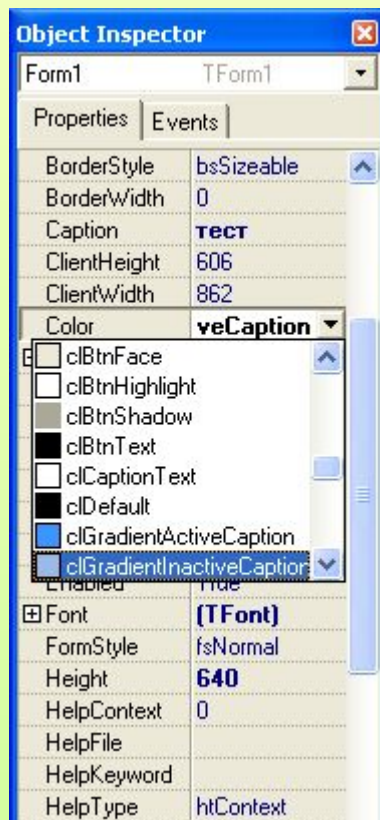 Object Inspector
Form1 TForm1
Properties Events
BorderStyle bsSizeable
BorderWidth 0
Caption тест
ClientHeight 606
ClientWidth 862
Color veCaption
clBtnFace
clBtnHighlight
clBtnShadow
clBtnText
clCaptionText
clDefault
clGradientActiveCaption
clGradientInactiveCaption
Enabled True
Font (TFont)
FormStyle fsNormal
Height 640
HelpContext 0
HelpFile
HelpKeyword
HelpType htContext